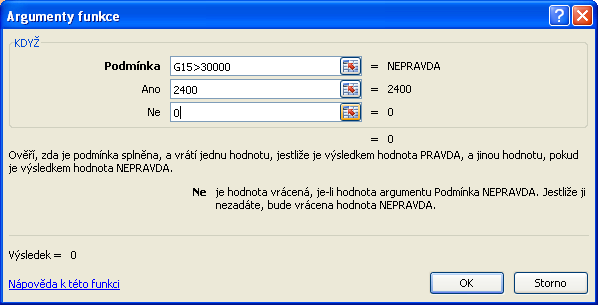 Argumenty funkce
KDYŽ
Podmínka G15>30000 = NEPRAVDA
Ano 2400 = 2400
Ne 0 = 0
= 0
Ověří, zda je podmínka splněna, a vrátí jednu hodnotu, jestliže je výsledkem hodnota PRAVDA, a jinou hodnotu, pokud
je výsledkem hodnota NEPRAVDA.
Ne je hodnota vrácená, je-li hodnota argumentu Podmínka NEPRAVDA. Jestliže ji
nezadáte, bude vrácena hodnota NEPRAVDA.
Výsledek = 0
Nápověda k této funkci OK Storno